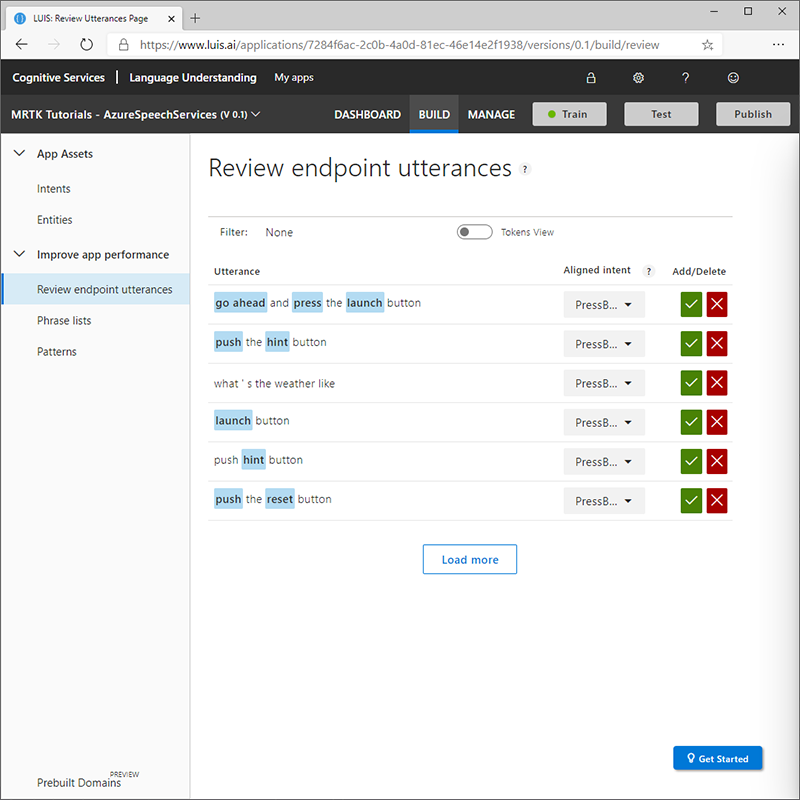 LUIS: Review Utterances Page
https://www.luis.ai/applications/7284f6ac-2c0b-4a0d-81ec-46e14e2f1938/versions/0.1/build/review
Cognitive Services | Language Understanding My apps ?
MRTK Tutorials - AzureSpeechServices (V 0.1) DASHBOARD BUILD MANAGE Train Test Publish
App Assets
Intents
Entities
Improve app performance
Review endpoint utterances
Phrase lists
Patterns
Prebuilt Domains PREVIEW
Review endpoint utterances ?
Filter: None Tokens View
Utterance Aligned intent ? Add/Delete
go ahead and press the launch button PressB...
push the hint button PressB...
what ' s the weather like PressB...
launch button PressB...
push hint button PressB...
push the reset button PressB...
Load more
Get Started